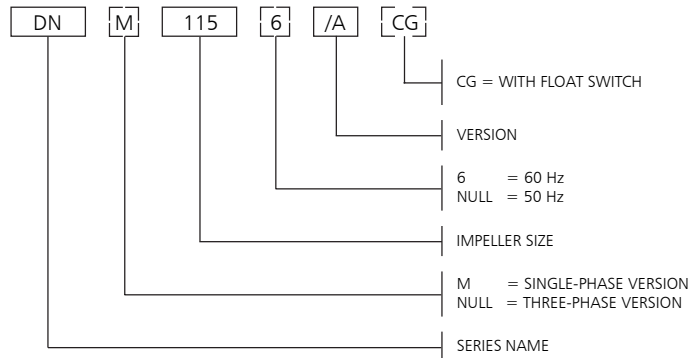 DN M 115 6 /A CG
CG = WITH FLOAT SWITCH
VERSION
6 = 60 Hz
NULL = 50 Hz
IMPELLER SIZE
M = SINGLE-PHASE VERSION
NULL = THREE-PHASE VERSION
SERIES NAME